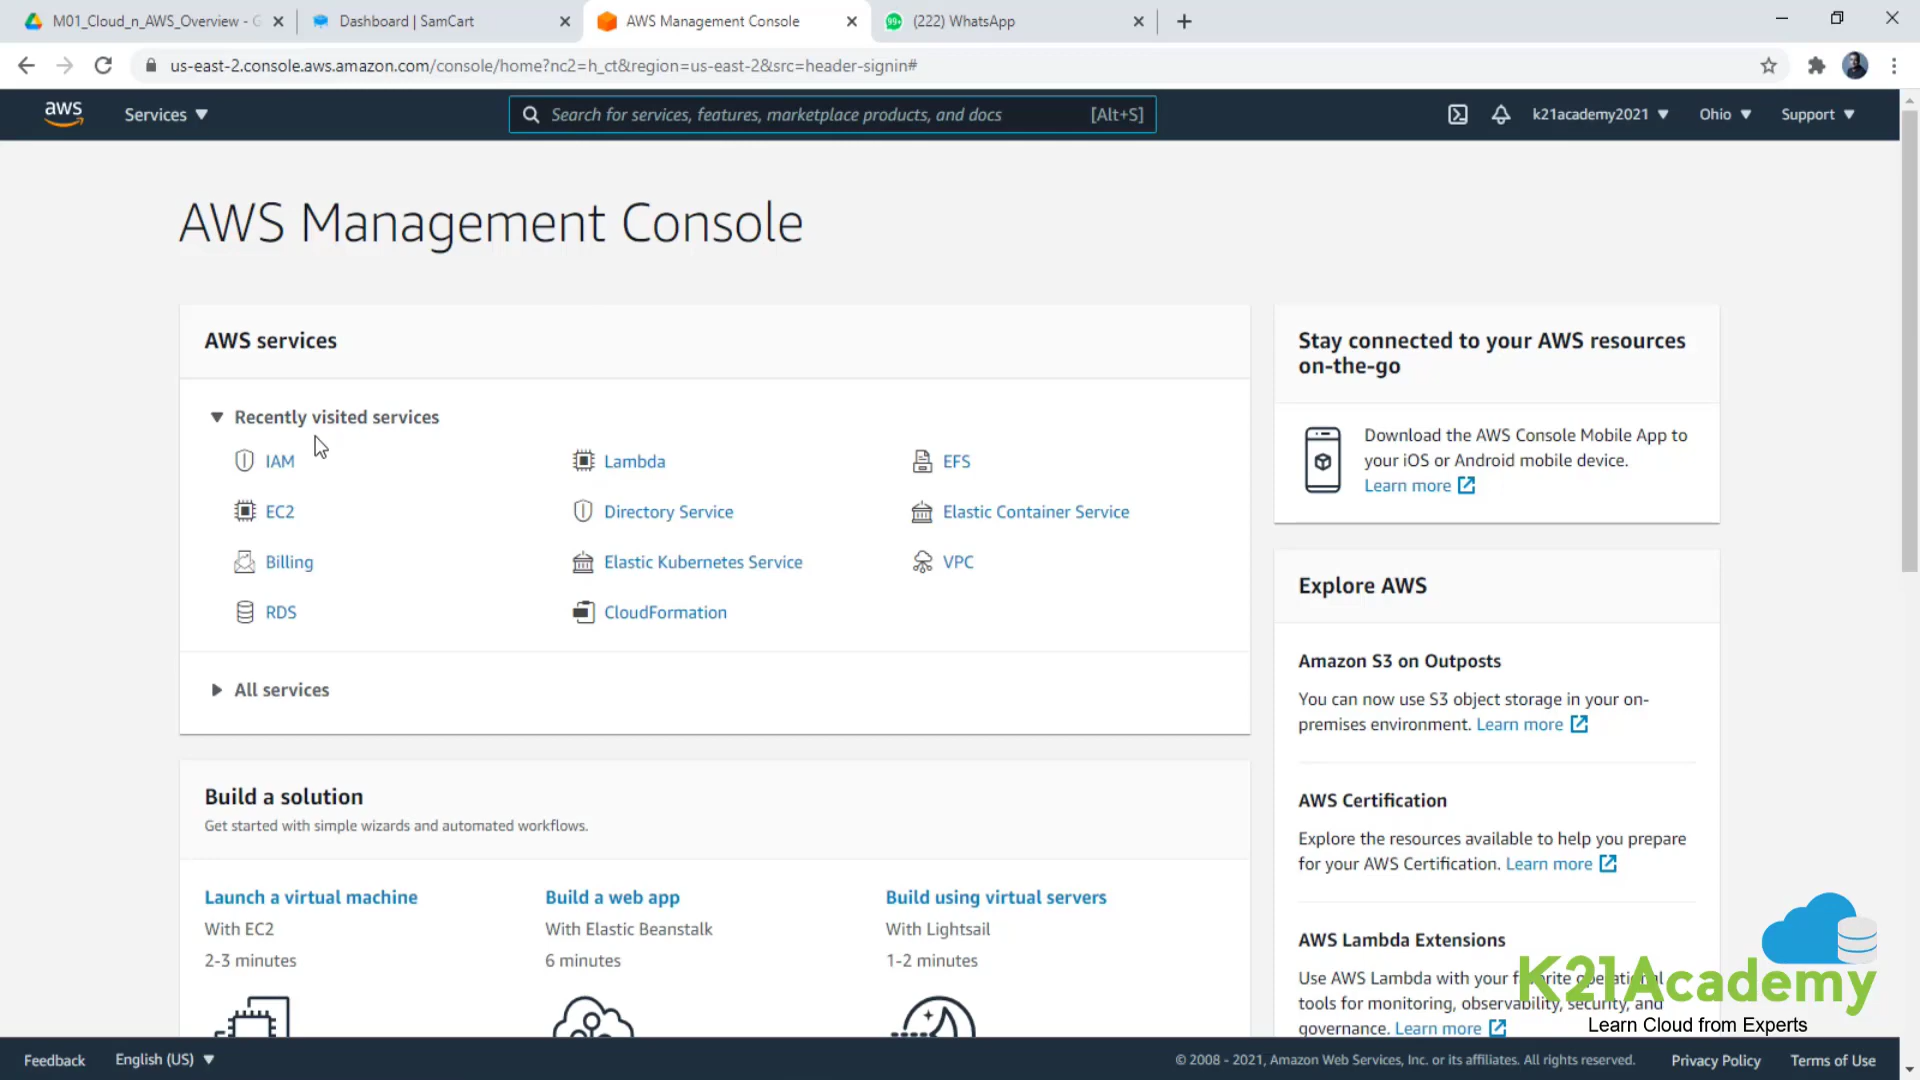 M01_Cloud_n_AWS_Overview - G
Dashboard | SamCart
AWS Management Console
99+
(222) WhatsApp
us-east-2.console.aws.amazon.com/console/home?nc2=h_ct&region=us-east-2&src=header-signin#
aws
Services
Search for services, features, marketplace products, and docs
[Alt+S]
k21academy2021
Ohio
Support
AWS Management Console
AWS services
Recently visited services
IAM
Lambda
EFS
EC2
Directory Service
Elastic Container Service
Billing
Elastic Kubernetes Service
VPC
RDS
CloudFormation
All services
Build a solution
Get started with simple wizards and automated workflows.
Launch a virtual machine
With EC2
2-3 minutes
Build a web app
With Elastic Beanstalk
6 minutes
Build using virtual servers
With Lightsail
1-2 minutes
Stay connected to your AWS resources
on-the-go
Download the AWS Console Mobile App to
your iOS or Android mobile device.
Learn more
Explore AWS
Amazon S3 on Outposts
You can now use S3 object storage in your on-
premises environment. Learn more
AWS Certification
Explore the resources available to help you prepare
for your AWS Certification. Learn more
AWS Lambda Extensions
Use AWS Lambda with your favorite operational
tools for monitoring, observability, security, and
governance. Learn more
K21Academy
Learn Cloud from Experts
Feedback
English (US)
© 2008 - 2021, Amazon Web Services, Inc. or its affiliates. All rights reserved.
Privacy Policy
Terms of Use